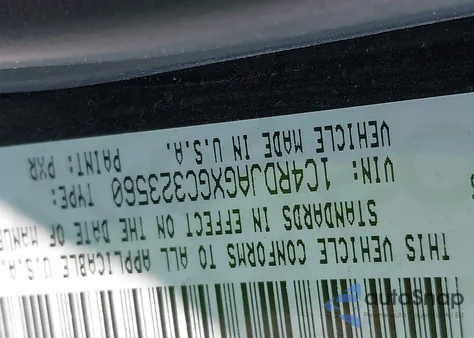 THIS VEHICLE CONFORMS TO ALL APPLICABLE U.S.A.
STANDARDS IN EFFECT ON THE DATE OF MANUF
VIN: 1C4RDJAGXGC323560 TYPE:
VEHICLE MADE IN U.S.A. PAINT: PXR
autoSnap